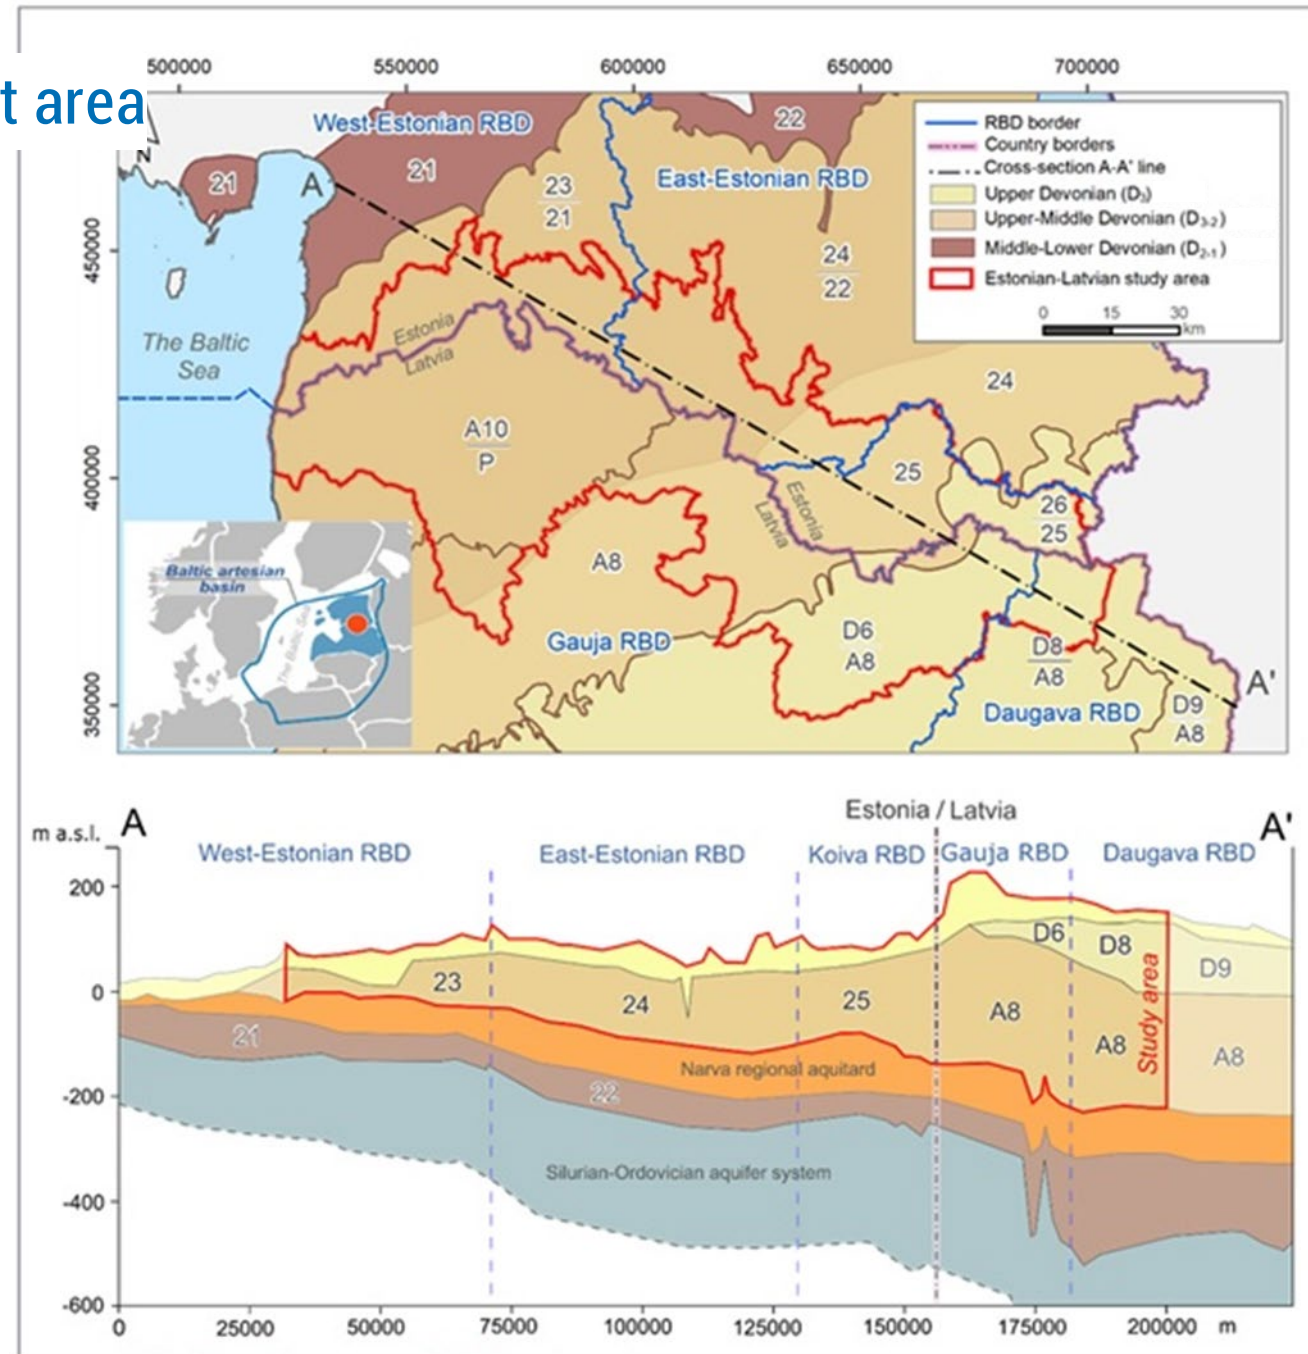 t area
500000
550000
600000
650000
700000
450000
400000
350000
N
West-Estonian RBD
22
RBD border
Country borders
Cross-section A-A' line
Upper Devonian (D₃)
Upper-Middle Devonian (D₃₋₂)
Middle-Lower Devonian (D₂₋₁)
Estonian-Latvian study area
0
15
30
km
21
A
21
23
21
East-Estonian RBD
24
22
The Baltic
Sea
Estonia
Latvia
24
A10
P
25
Estonia
Latvia
26
25
Baltic artesian
basin
The Baltic Sea
A8
Gauja RBD
D6
A8
D8
A8
A'
D9
A8
Daugava RBD
Estonia / Latvia
m a.s.l.
A
A'
West-Estonian RBD
East-Estonian RBD
Koiva RBD
Gauja RBD
Daugava RBD
200
0
-200
-400
-600
D6
D8
D9
23
24
25
A8
A8
A8
Study area
21
22
Narva regional aquitard
Silurian-Ordovician aquifer system
0
25000
50000
75000
100000
125000
150000
175000
200000
m